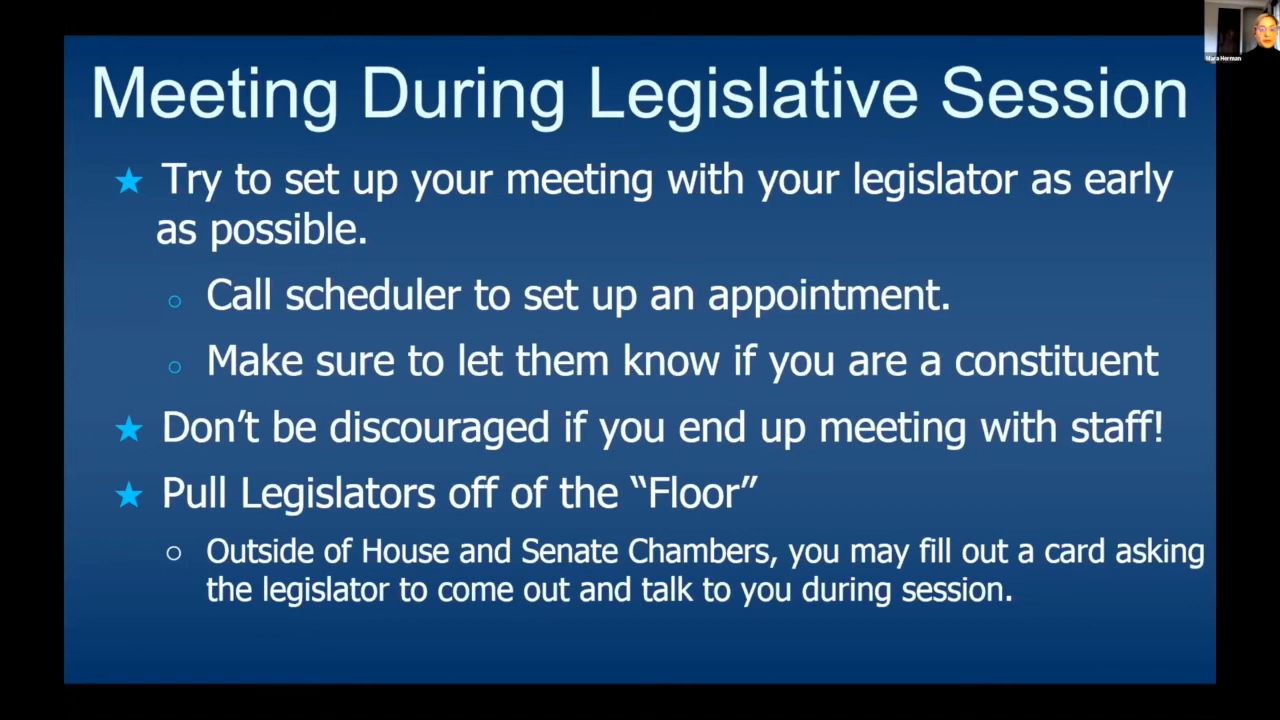 Meeting During Legislative Session
Try to set up your meeting with your legislator as early
as possible.
Call scheduler to set up an appointment.
Make sure to let them know if you are a constituent
Don’t be discouraged if you end up meeting with staff!
Pull Legislators off of the “Floor”
Outside of House and Senate Chambers, you may fill out a card asking
the legislator to come out and talk to you during session.
Mara Herman